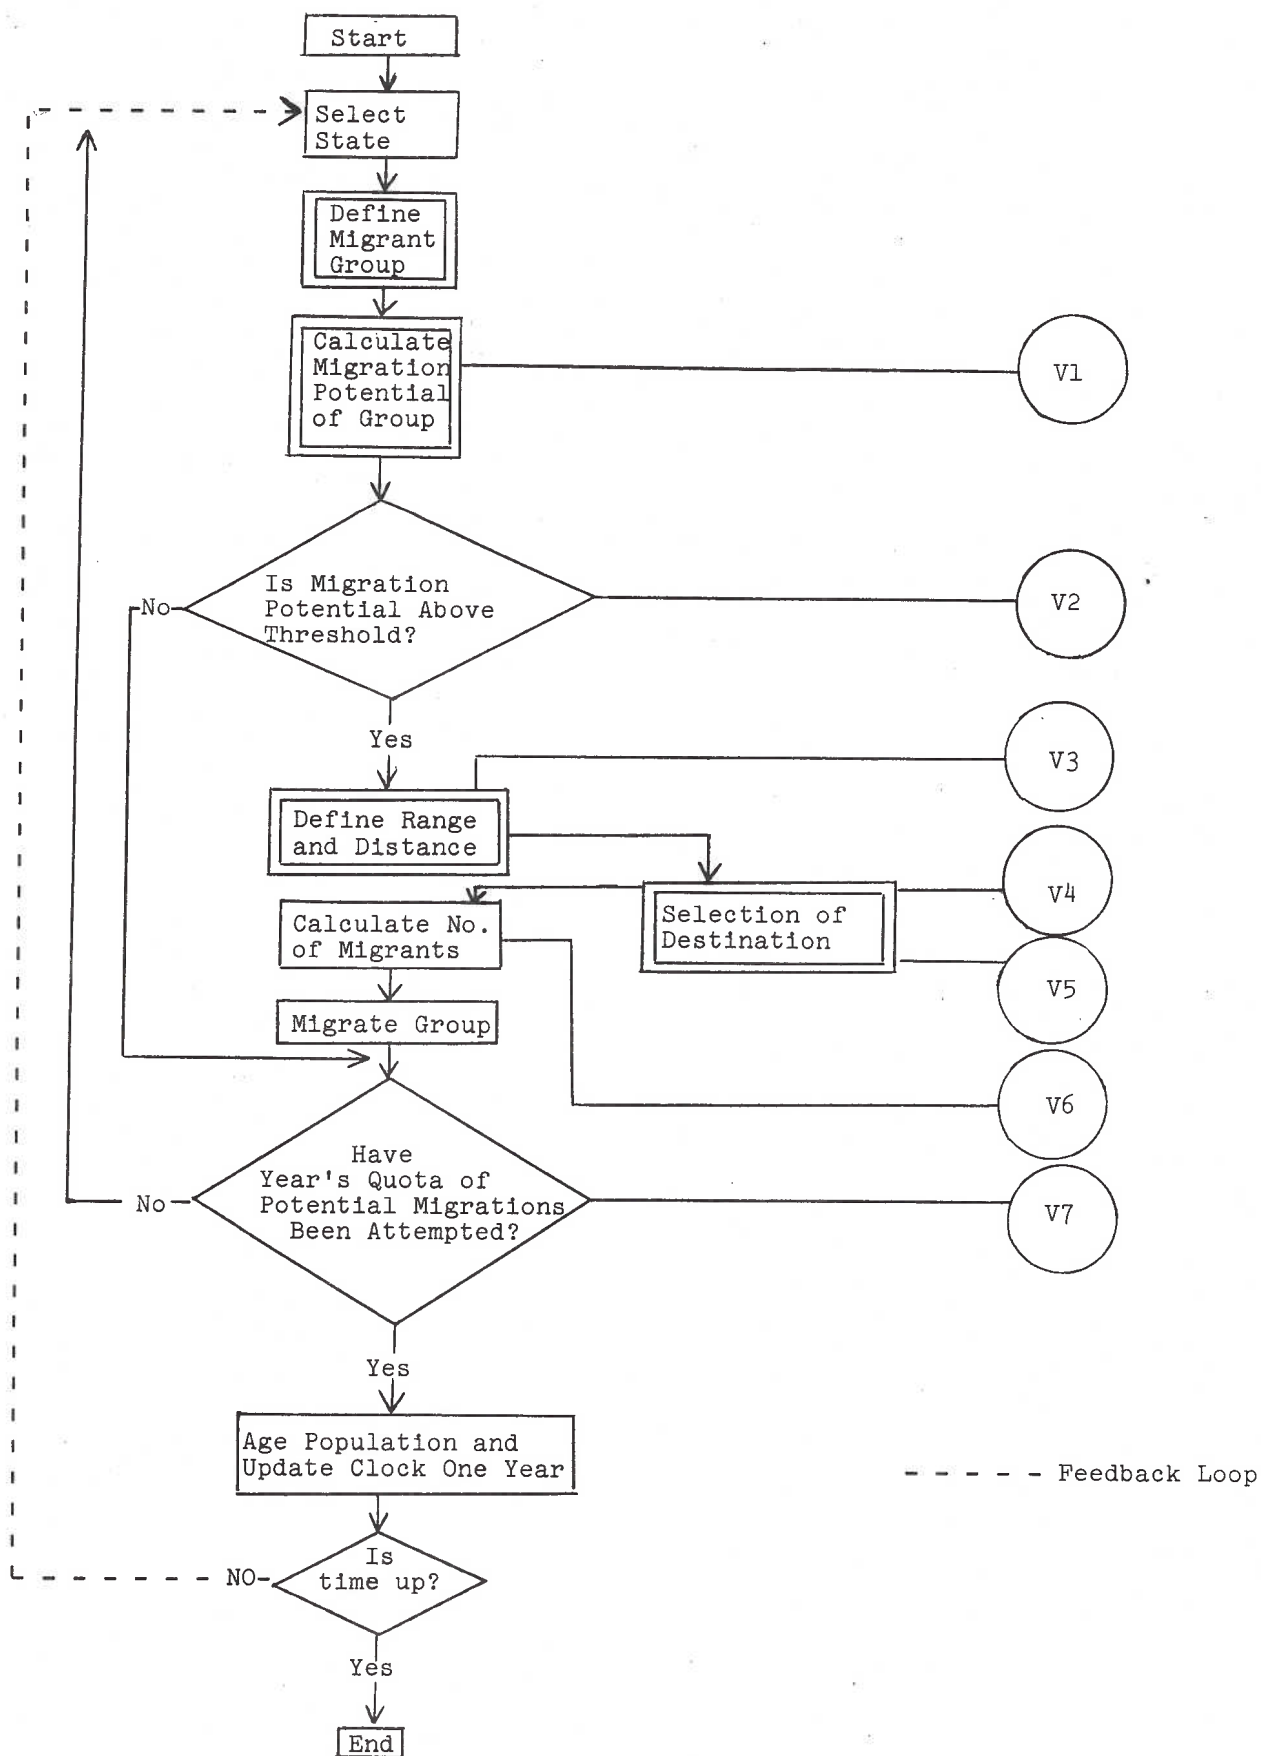 Start
Select
State
Define
Migrant
Group
Calculate
Migration
Potential
of Group
V1
Is Migration
Potential Above
Threshold?
No
V2
Yes
V3
Define Range
and Distance
V4
Selection of
Destination
Calculate No.
of Migrants
V5
Migrate Group
V6
Have
Year's Quota of
Potential Migrations
Been Attempted?
No
V7
Yes
Age Population and
Update Clock One Year
Feedback Loop
Is
time up?
NO
Yes
End